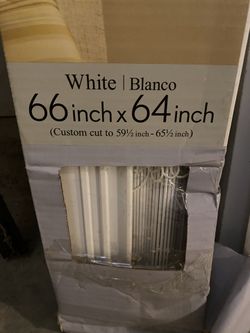 White | Blanco
66 inch x 64 inch
(Custom cut to 59½ inch - 65½ inch)